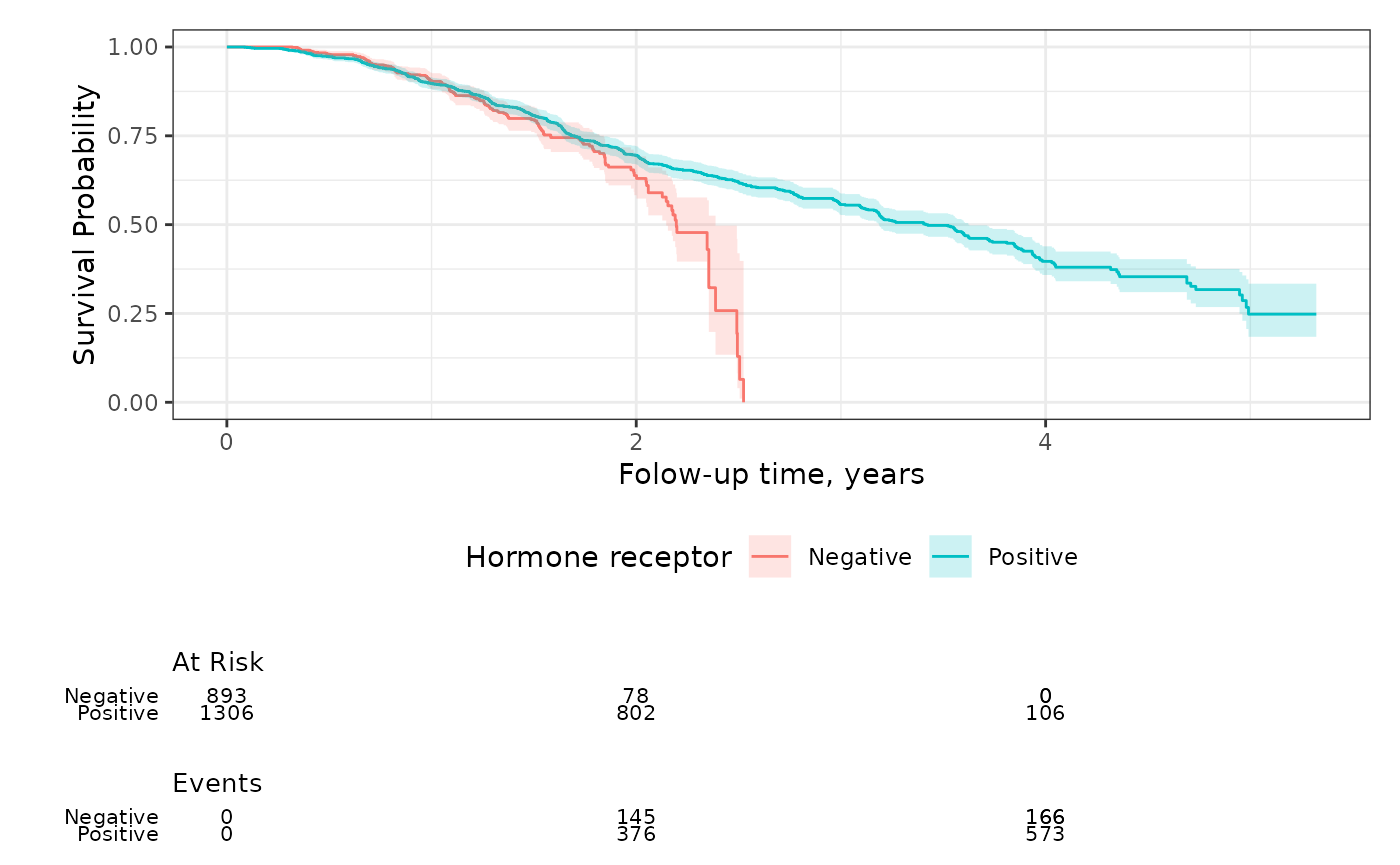 1.00
0.75
0.50
0.25
0.00
Survival Probability
0 2 4
Folow-up time, years
Hormone receptor Negative Positive
At Risk
Negative 893 78 0
Positive 1306 802 106
Events
Negative 0 145 166
Positive 0 376 573